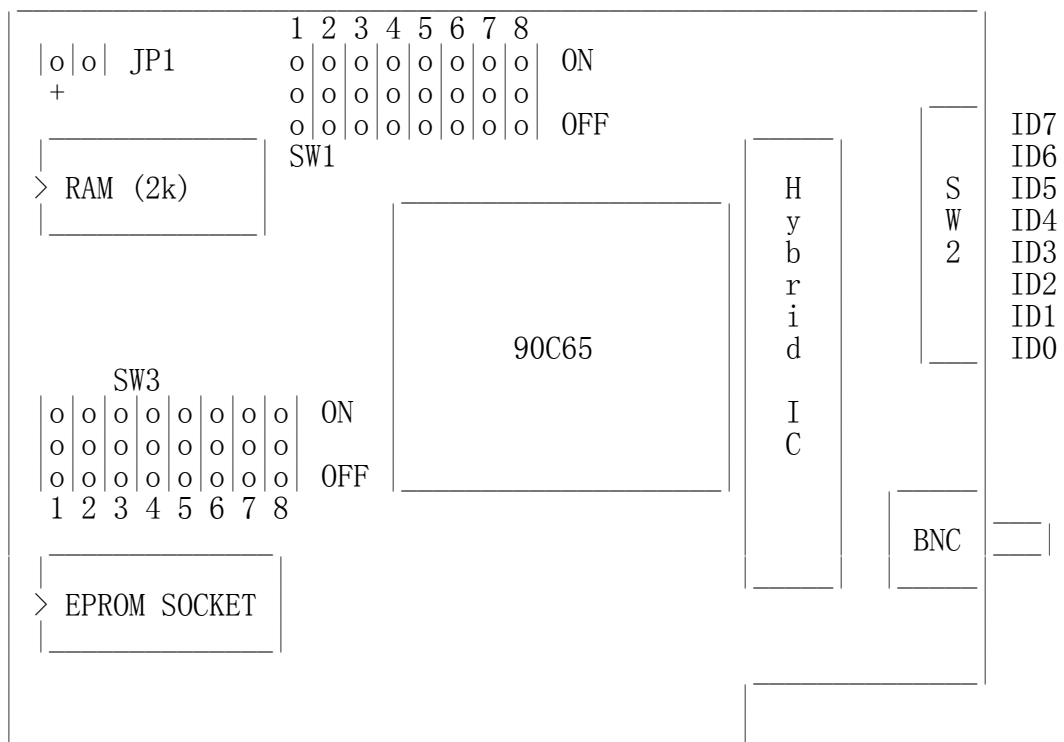 1 2 3 4 5 6 7 8
|o|o| JP1 o|o|o|o|o|o|o|o| ON
+ o|o|o|o|o|o|o|o|
o|o|o|o|o|o|o|o| OFF ID7
SW1 ID6
> RAM (2k) H S ID5
y W ID4
b 2 ID3
r ID2
i ID1
90C65 d ID0
SW3
|o|o|o|o|o|o|o|o| ON I
|o|o|o|o|o|o|o|o| C
|o|o|o|o|o|o|o|o| OFF
1 2 3 4 5 6 7 8
BNC
> EPROM SOCKET